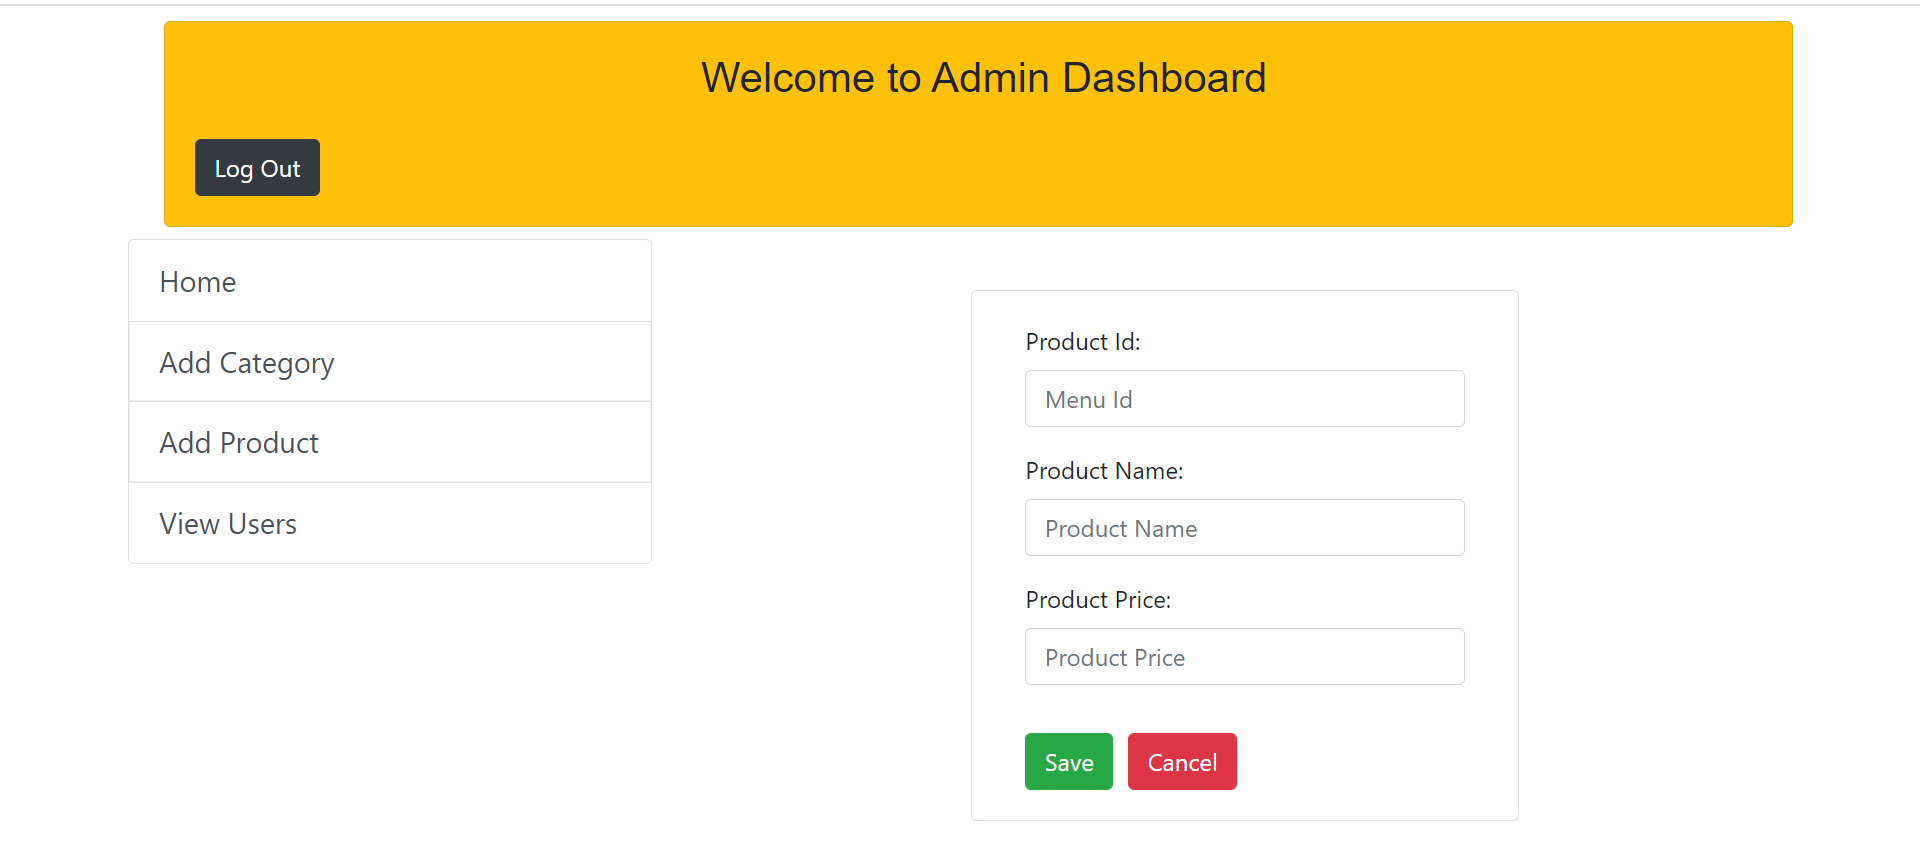 Welcome to Admin Dashboard
Log Out
Home
Add Category
Add Product
View Users
Product Id:
Menu Id
Product Name:
Product Name
Product Price:
Product Price
Save Cancel